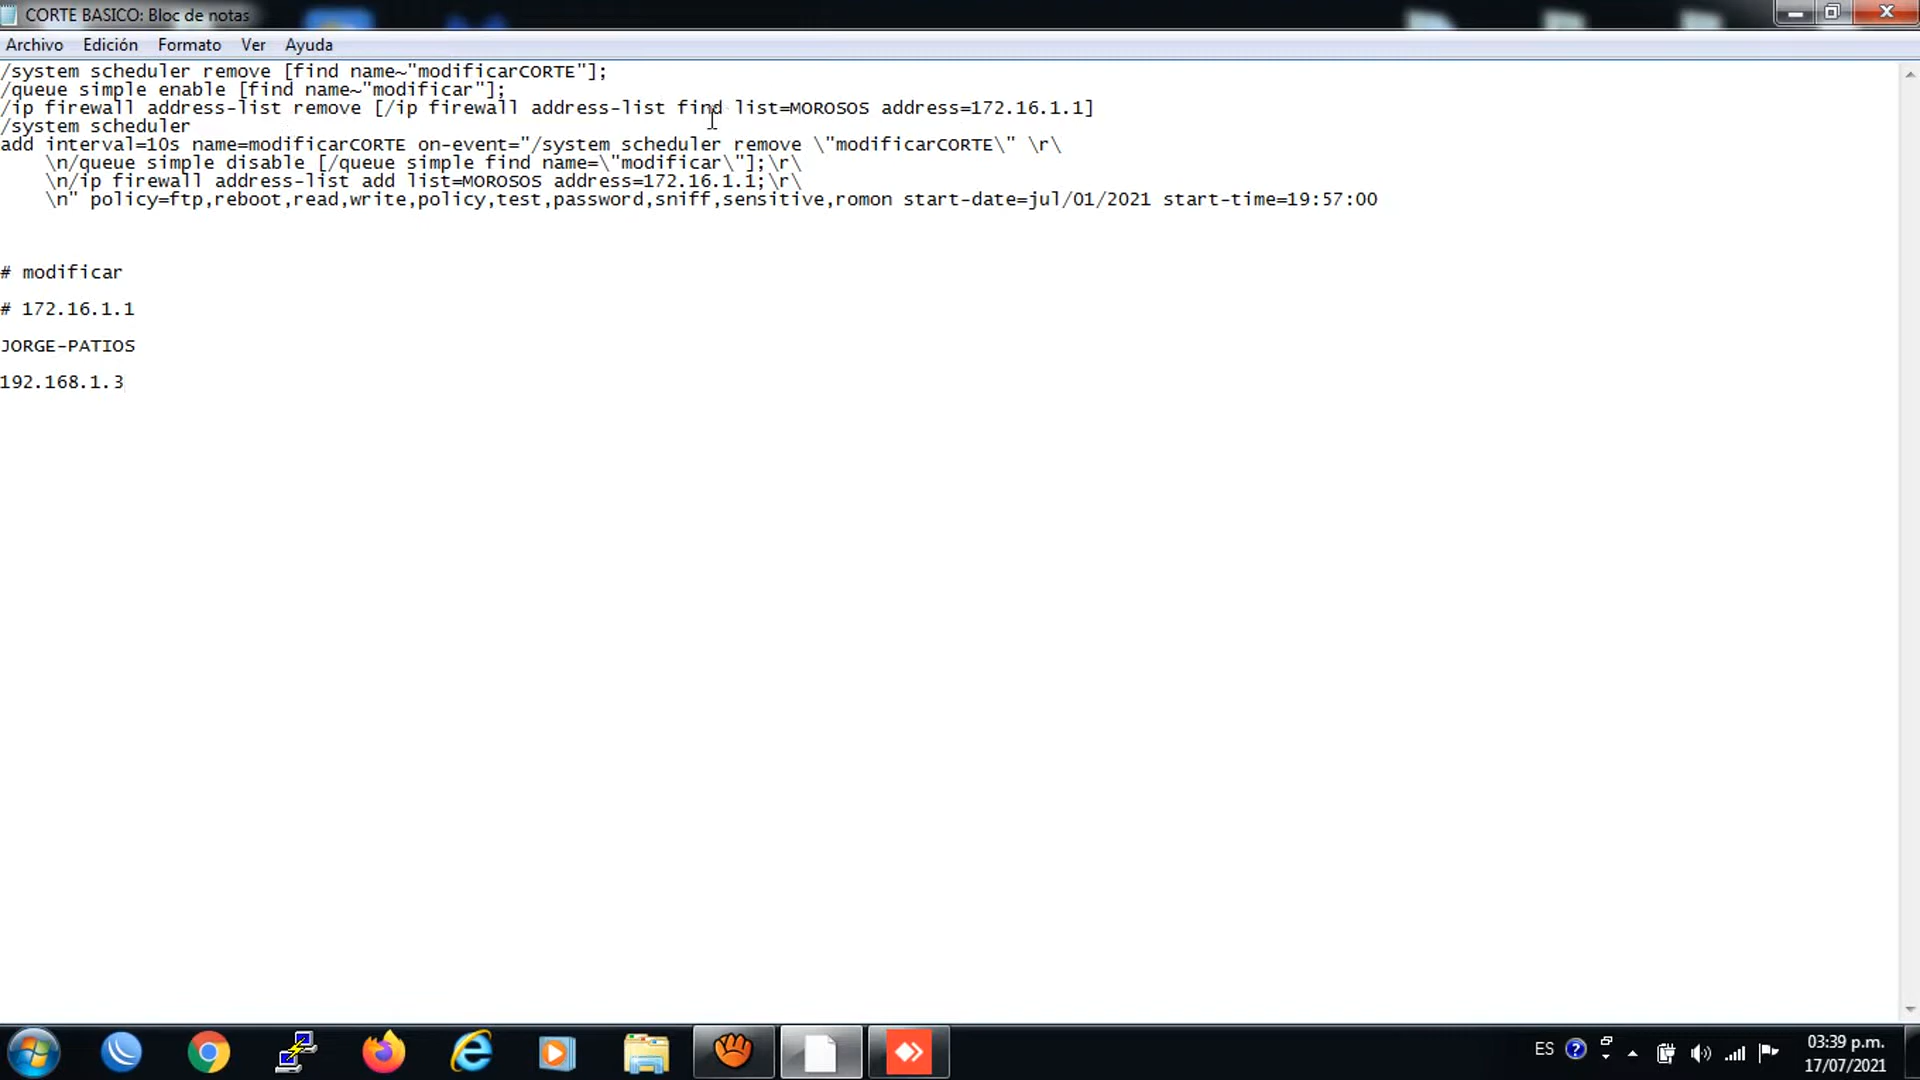 CORTE BASICO: Bloc de notas
Archivo Edición Formato Ver Ayuda
/system scheduler remove [find name~"modificarCORTE"];
/queue simple enable [find name~"modificar"];
/ip firewall address-list remove [/ip firewall address-list find list=MOROSOS address=172.16.1.1]
/system scheduler
add interval=10s name=modificarCORTE on-event="/system scheduler remove \"modificarCORTE\" \r\
\n/queue simple disable [/queue simple find name=\"modificar\"];\r\
\n/ip firewall address-list add list=MOROSOS address=172.16.1.1;\r\
\n" policy=ftp,reboot,read,write,policy,test,password,sniff,sensitive,romon start-date=jul/01/2021 start-time=19:57:00
# modificar
# 172.16.1.1
JORGE-PATIOS
192.168.1.3
ES
03:39 p.m.
17/07/2021